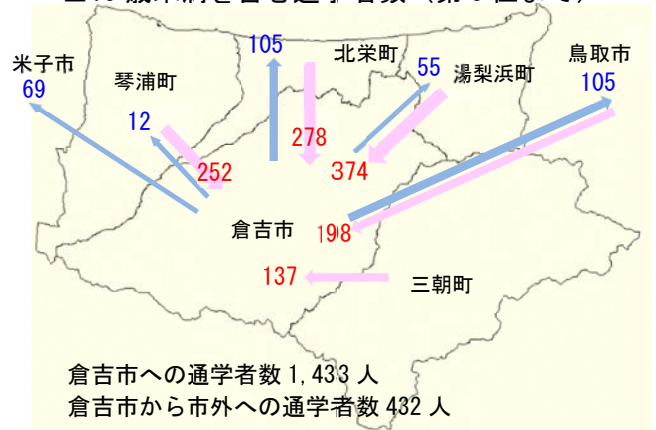 北栄町
105
鳥取市
米子市
55
湯梨浜町
69
琴浦町
105
12
278
252
374
倉吉市
198
137
三朝町
倉吉市への通学者数 1,433 人
倉吉市から市外への通学者数 432 人